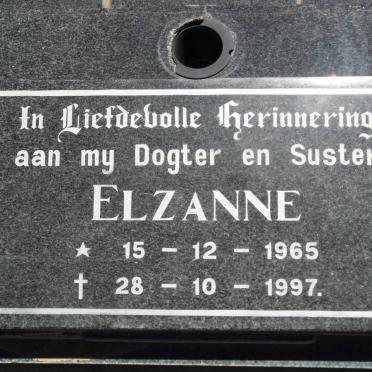 In Liefdevolle Herinnering
aan my Dogter en Suster
ELZANNE
★ 15 - 12 - 1965
† 28 - 10 - 1997.